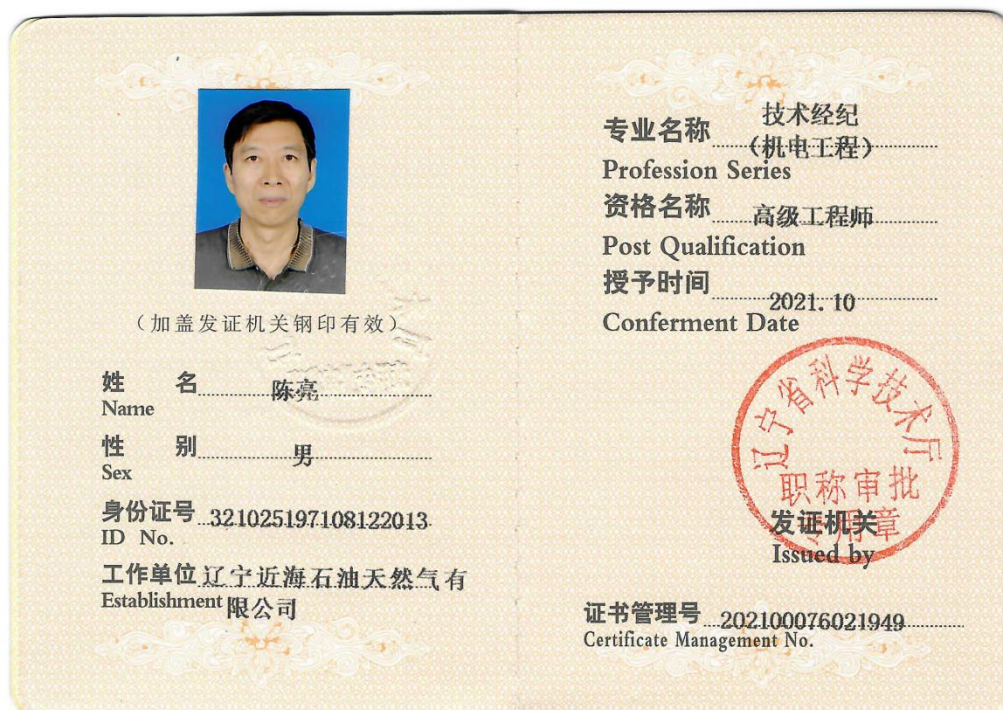 （加盖发证机关钢印有效）
姓 名 陈亮
Name
性 别 男
Sex
身份证号 321025197108122013
ID No.
工作单位 辽宁近海石油天然气有
Establishment 限公司
技术经纪
专业名称 （机电工程）
Profession Series
资格名称 高级工程师
Post Qualification
授予时间 2021. 10
Conferment Date
辽宁省科学技术厅
职称审批
专用章
发证机关
Issued by
证书管理号 202100076021949
Certificate Management No.